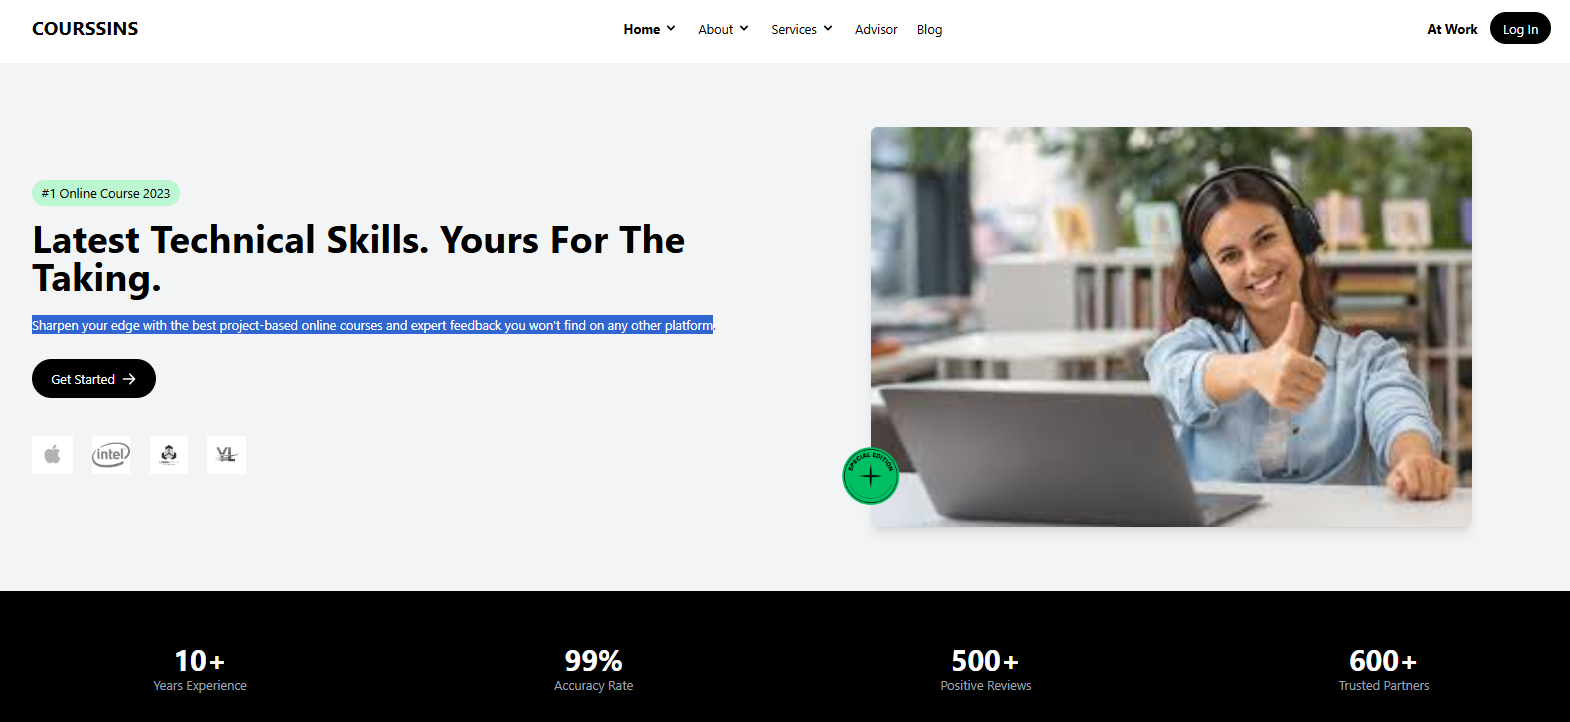 COURSSINS
Home
About
Services
Advisor
Blog
At Work
Log In
#1 Online Course 2023
Latest Technical Skills. Yours For The
Taking.
Sharpen your edge with the best project-based online courses and expert feedback you won't find on any other platform.
Get Started
intel
VL
SPECIAL EDITION
10+
Years Experience
99%
Accuracy Rate
500+
Positive Reviews
600+
Trusted Partners